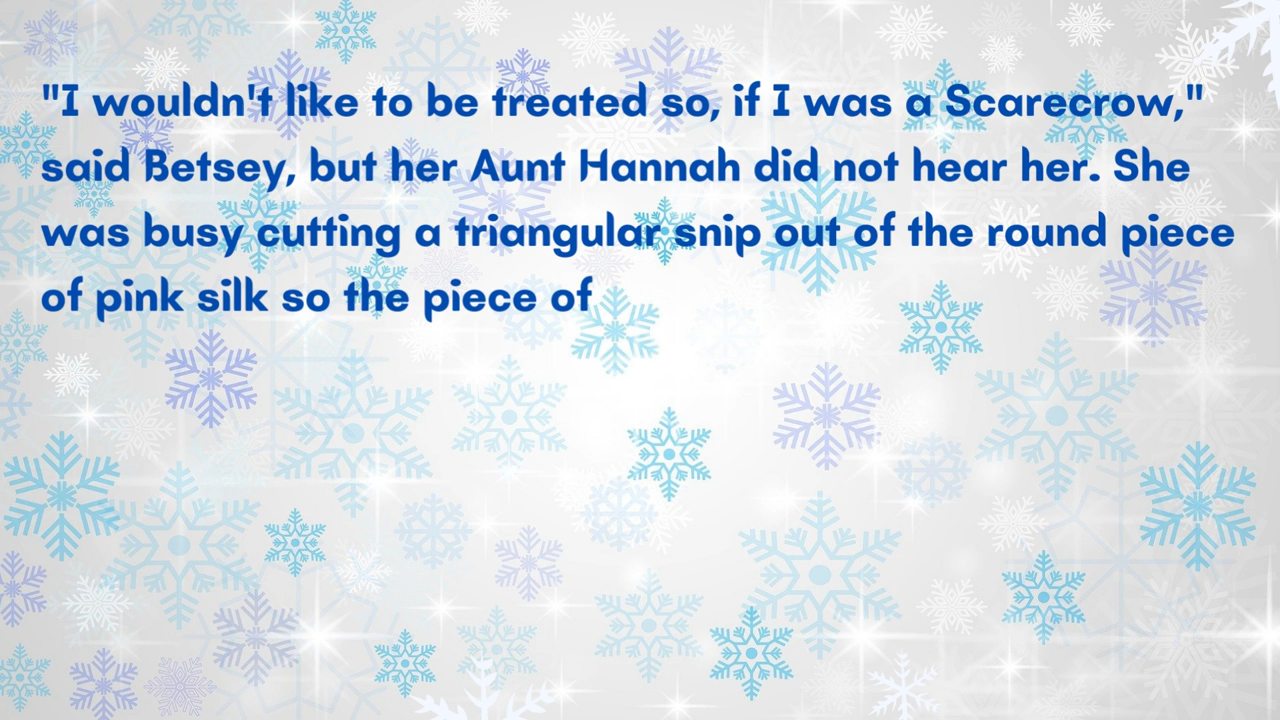 "I wouldn't like to be treated so, if I was a Scarecrow,"
said Betsey, but her Aunt Hannah did not hear her. She
was busy cutting a triangular snip out of the round piece
of pink silk so the piece of